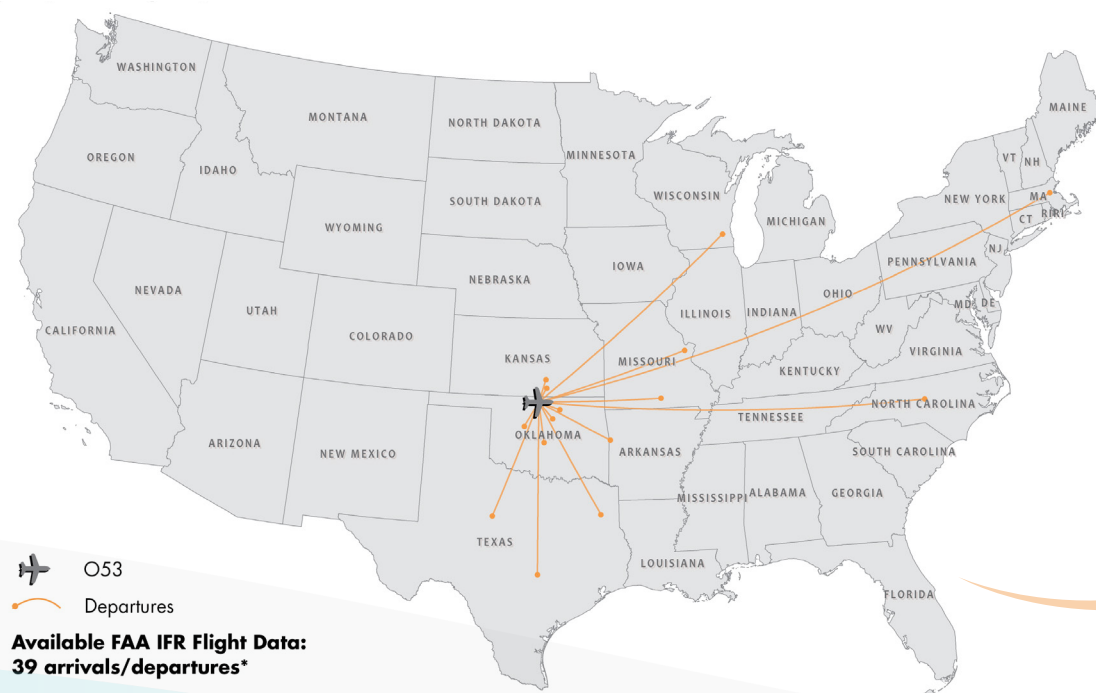 WASHINGTON
MAINE
MONTANA
NORTH DAKOTA
OREGON
MINNESOTA
VT
NH
IDAHO
WISCONSIN
SOUTH DAKOTA
NEW YORK
MA
MICHIGAN
CT
RI
RI
WYOMING
NJ
PENNSYLVANIA
IOWA
NEBRASKA
NEVADA
OHIO
MD
DE
UTAH
ILLINOIS
INDIANA
CALIFORNIA
COLORADO
WV
VIRGINIA
KANSAS
MISSOURI
KENTUCKY
NORTH CAROLINA
TENNESSEE
OKLAHOMA
ARIZONA
NEW MEXICO
ARKANSAS
SOUTH CAROLINA
MISSISSIPPI
ALABAMA
GEORGIA
TEXAS
LOUISIANA
FLORIDA
O53
Departures
Available FAA IFR Flight Data:
39 arrivals/departures*